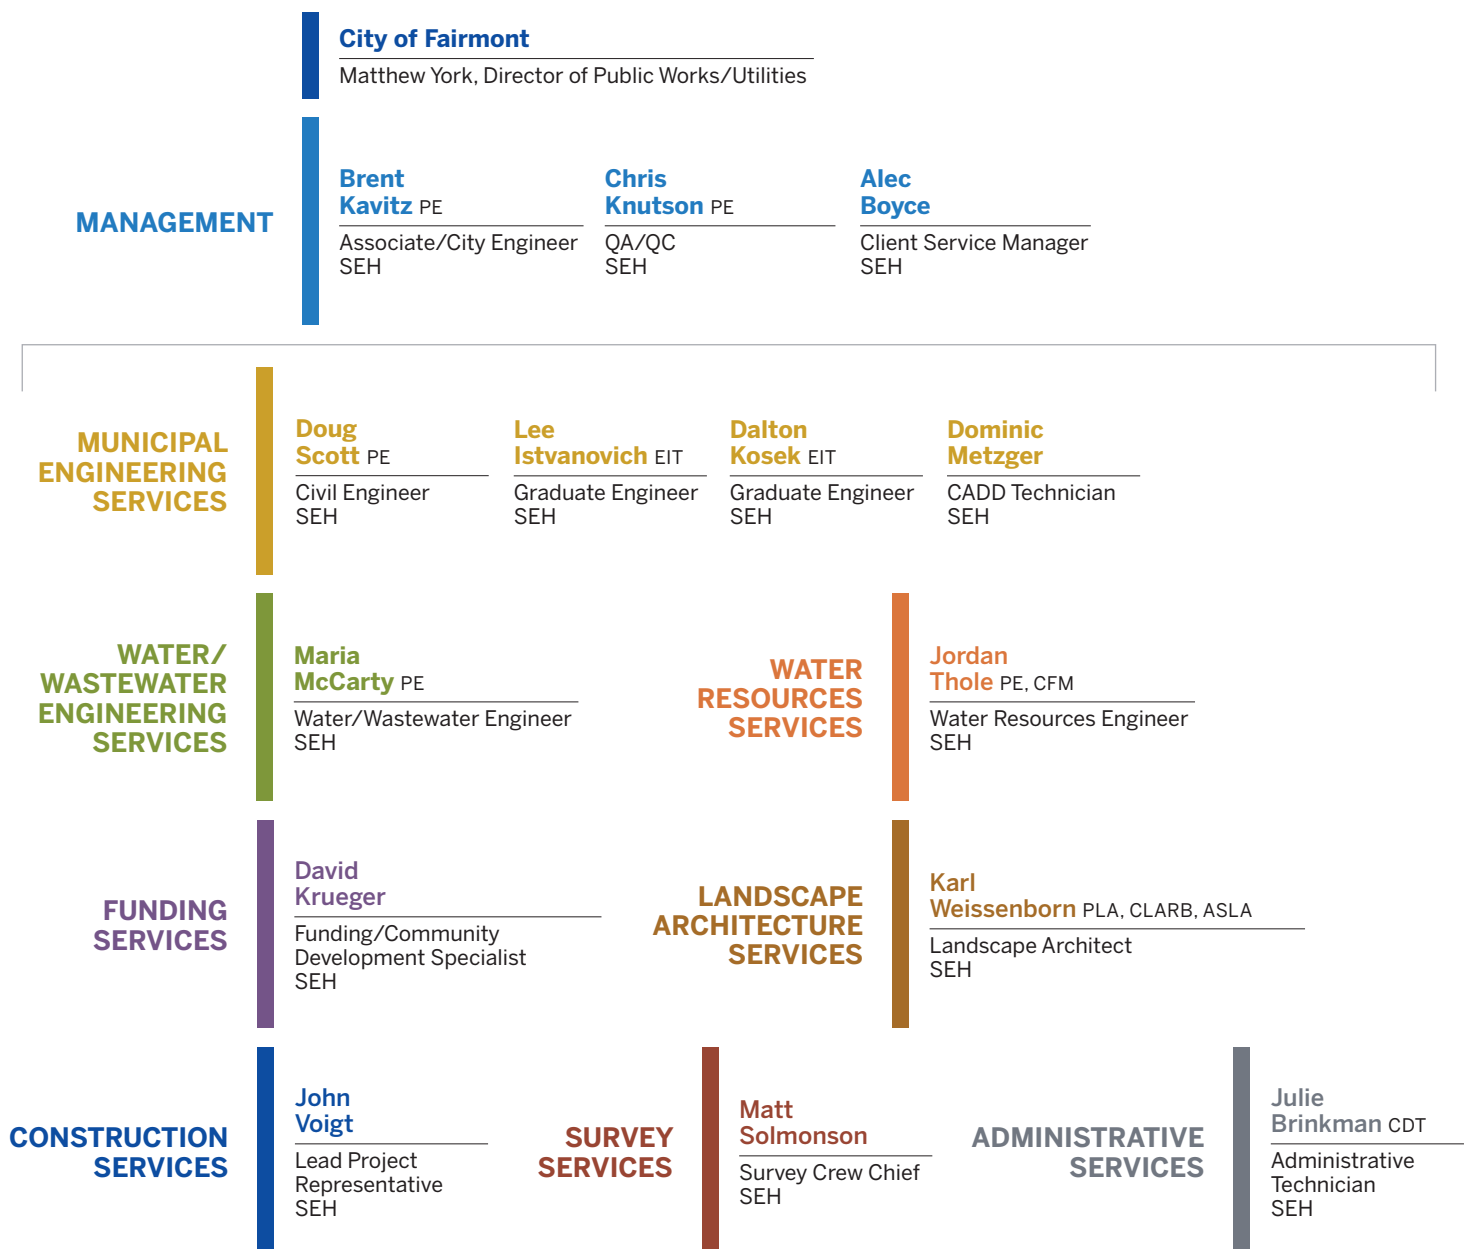 City of Fairmont
Matthew York, Director of Public Works/Utilities
MANAGEMENT
Brent
Kavitz PE
Associate/City Engineer
SEH
Chris
Knutson PE
QA/QC
SEH
Alec
Boyce
Client Service Manager
SEH
MUNICIPAL
ENGINEERING
SERVICES
Doug
Scott PE
Civil Engineer
SEH
Lee
Istvanovich EIT
Graduate Engineer
SEH
Dalton
Kosek EIT
Graduate Engineer
SEH
Dominic
Metzger
CADD Technician
SEH
WATER/
WASTEWATER
ENGINEERING
SERVICES
Maria
McCarty PE
Water/Wastewater Engineer
SEH
WATER
RESOURCES
SERVICES
Jordan
Thole PE, CFM
Water Resources Engineer
SEH
FUNDING
SERVICES
David
Krueger
Funding/Community
Development Specialist
SEH
LANDSCAPE
ARCHITECTURE
SERVICES
Karl
Weissenborn PLA, CLARB, ASLA
Landscape Architect
SEH
CONSTRUCTION
SERVICES
John
Voigt
Lead Project
Representative
SEH
SURVEY
SERVICES
Matt
Solmonson
Survey Crew Chief
SEH
ADMINISTRATIVE
SERVICES
Julie
Brinkman CDT
Administrative
Technician
SEH